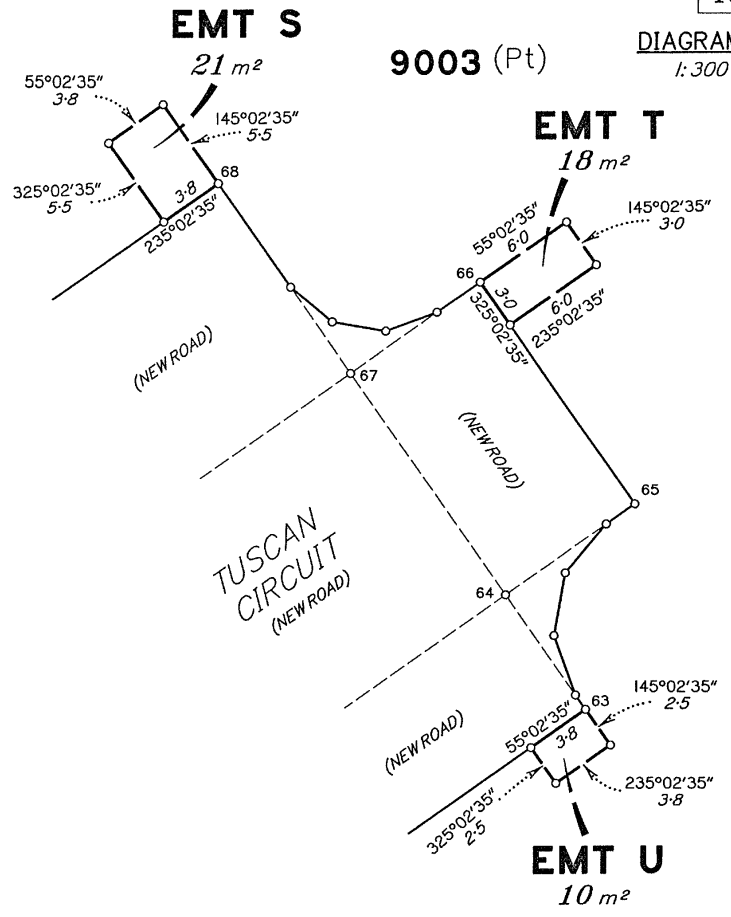 EMT S
21 m²
9003 (Pt)
DIAGRAM
1:300
55°02'35"
3·8
145°02'35"
5·5
68
325°02'35"
5·5
3·8
235°02'35"
EMT T
18 m²
55°02'35"
6·0
145°02'35"
3·0
66
3·0
325°02'35"
6·0
235°02'35"
(NEW ROAD)
67
(NEW ROAD)
65
TUSCAN
CIRCUIT
(NEW ROAD)
64
63
145°02'35"
2·5
55°02'35"
3·8
(NEW ROAD)
325°02'35"
2·5
235°02'35"
3·8
EMT U
10 m²